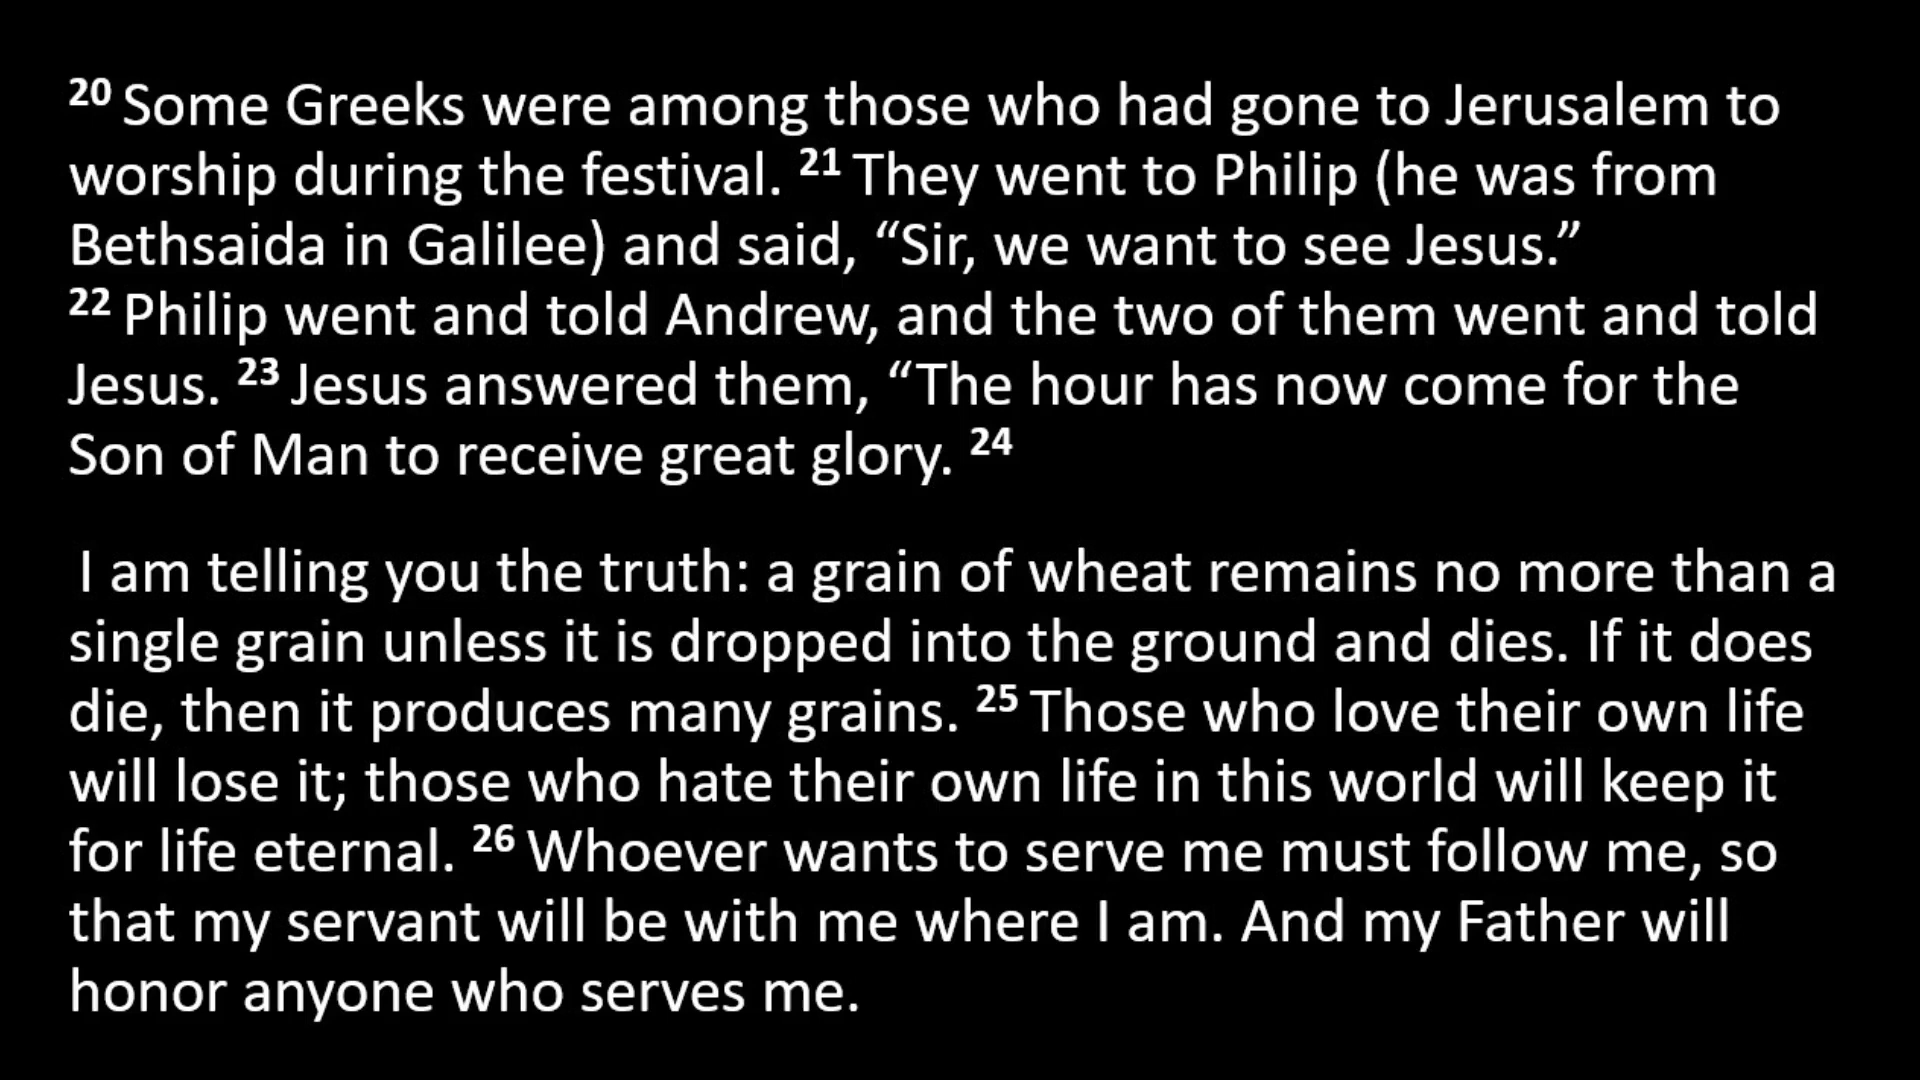 20 Some Greeks were among those who had gone to Jerusalem to
worship during the festival. 21 They went to Philip (he was from
Bethsaida in Galilee) and said, “Sir, we want to see Jesus.”
22 Philip went and told Andrew, and the two of them went and told
Jesus. 23 Jesus answered them, “The hour has now come for the
Son of Man to receive great glory. 24
I am telling you the truth: a grain of wheat remains no more than a
single grain unless it is dropped into the ground and dies. If it does
die, then it produces many grains. 25 Those who love their own life
will lose it; those who hate their own life in this world will keep it
for life eternal. 26 Whoever wants to serve me must follow me, so
that my servant will be with me where I am. And my Father will
honor anyone who serves me.